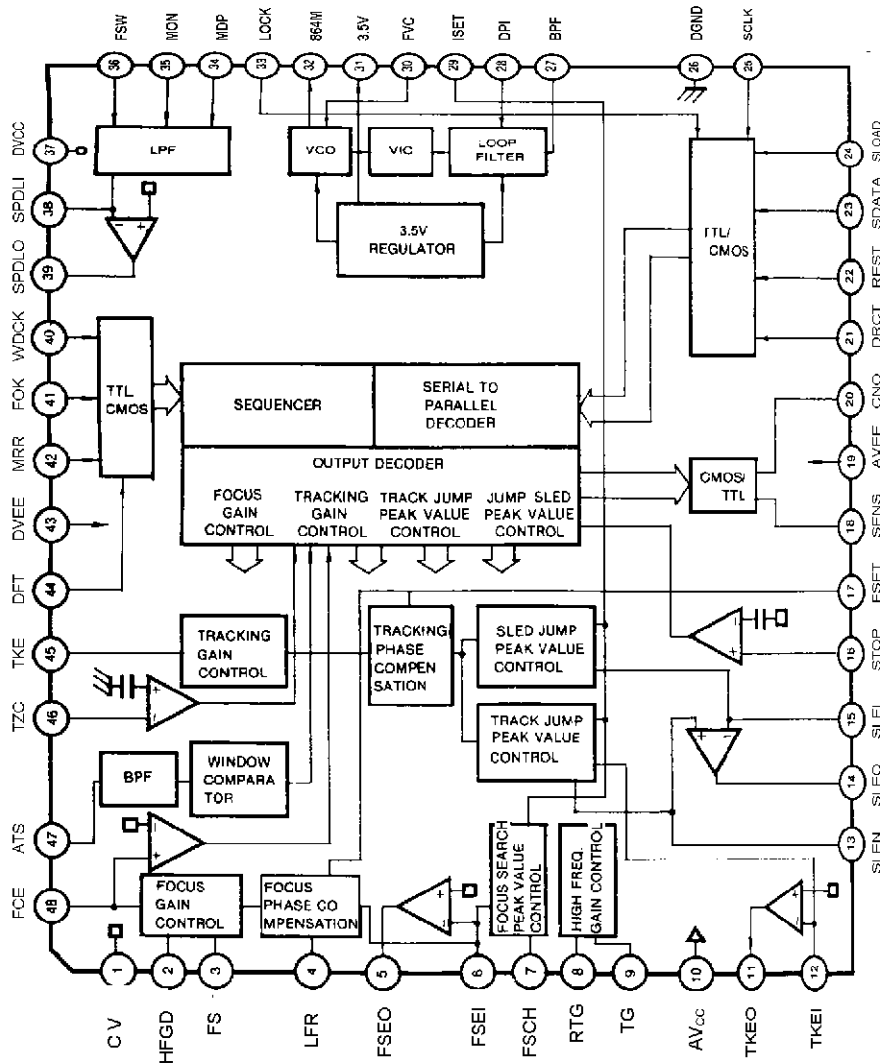 FSW
MON
MDP
LOCK
864M
3.5V
FVC
ISET
DPI
BPF
DGND
SCLK
36
35
34
33
32
31
30
29
28
27
26
25
DVCC
37
SPDLI
38
SPDLO
39
WDCK
40
FOK
41
MRR
42
DVEE
43
DFT
44
TKE
45
TZC
46
ATS
47
FCE
48
LPF
VCO
VIC
LOOP
FILTER
3.5V
REGULATOR
TTL/
CMOS
24
SLOAD
23
SDATA
22
REST
21
DRCT
20
CNO
19
AVEE
18
SENS
17
FSET
16
STOP
15
SLEI
14
SLEO
13
SLEN
TTL
CMOS
SEQUENCER
SERIAL TO
PARALLEL
DECODER
OUTPUT DECODER
FOCUS
GAIN
CONTROL
TRACKING
GAIN
CONTROL
TRACK JUMP
PEAK VALUE
CONTROL
JUMP SLED
PEAK VALUE
CONTROL
CMOS/
TTL
TRACKING
GAIN
CONTROL
TRACKING
PHASE
COMPEN
SATION
SLED JUMP
PEAK VALUE
CONTROL
TRACK JUMP
PEAK VALUE
CONTROL
BPF
WINDOW
COMPARA
TOR
FOCUS
GAIN
CONTROL
FOCUS
PHASE CO
MPENSATION
FOCUS SEARCH
PEAK VALUE
CONTROL
HIGH FREQ.
GAIN CONTROL
− +
+ −
− +
+ −
− +
+ −
+ −
1
2
3
4
5
6
7
8
9
10
11
12
CV
HFGD
FS
LFR
FSEO
FSEI
FSCH
RTG
TG
AVcc
TKEO
TKEI